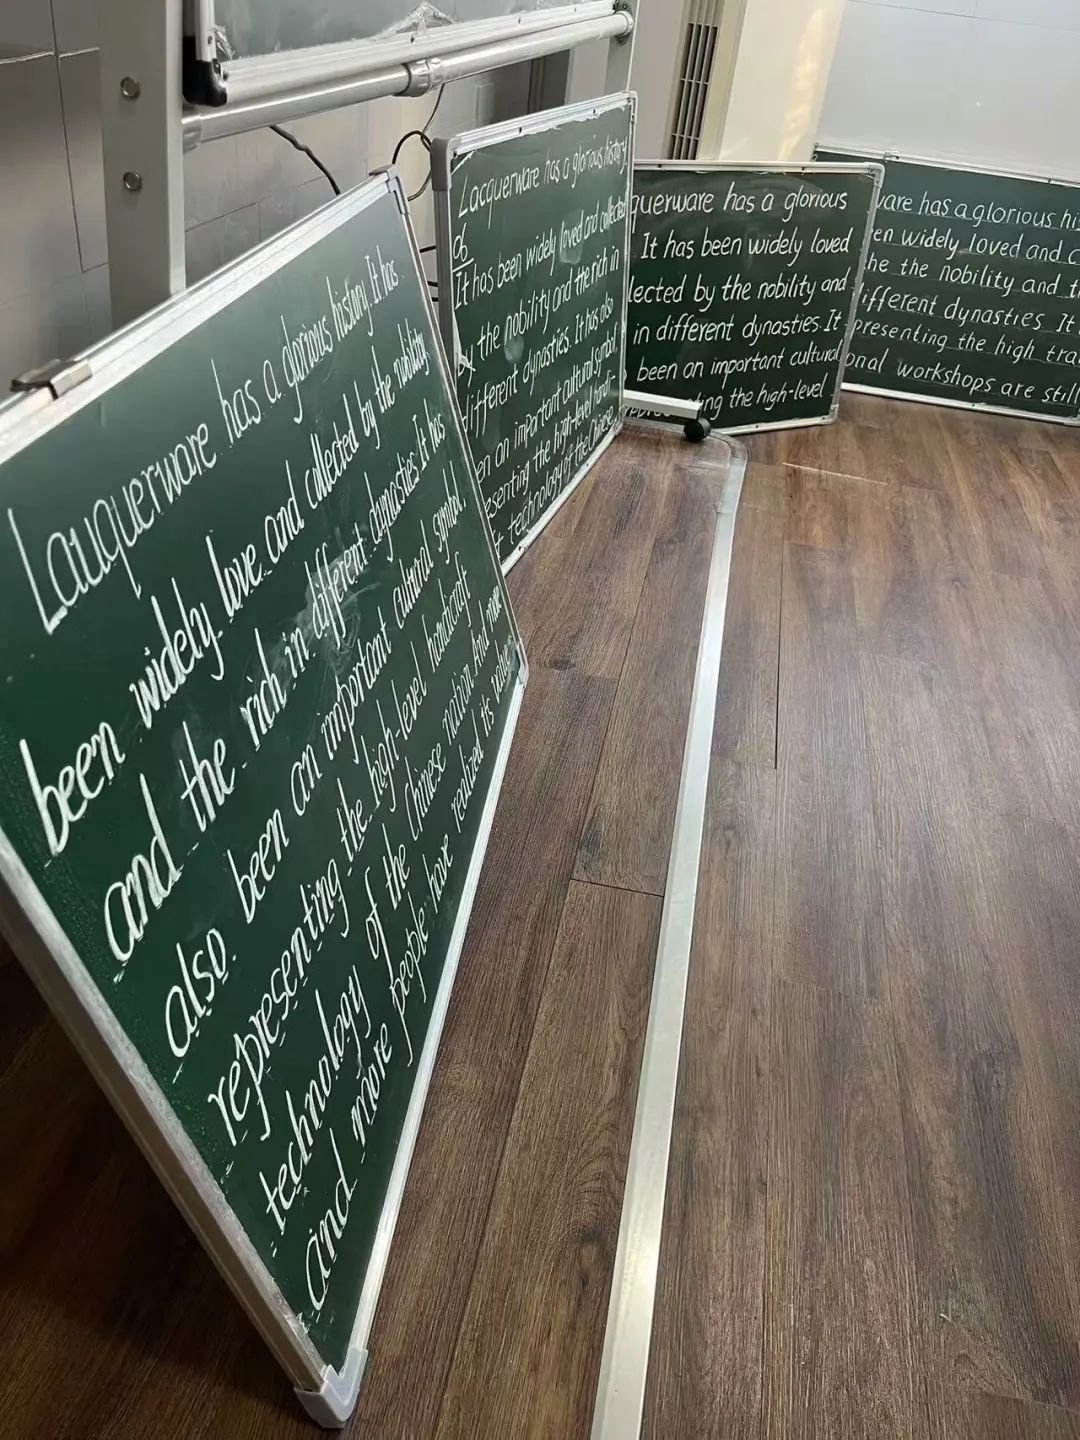 Lauquerware has a glorious history. It has
been widely love and collected by the nobility
and the rich in different dynasties. It has
also been an important cultural symbol
representing the high-level handicraft
technology of the Chinese nation. And more
and more people have realized its value
Lacquerware has a glorious history
of
It has been widely loved and collected
by the nobility and the rich in
different dynasties. It has also
been an important cultural symbol
esenting the high-level handi-
t technology of the Chinese
querware has a glorious
It has been widely loved
lected by the nobility and
in different dynasties. It
been an important cultural
ting the high-level
ware has a glorious his
en widely loved and c
he the nobility and t
ifferent dynasties It
presenting the high tra
onal workshops are still